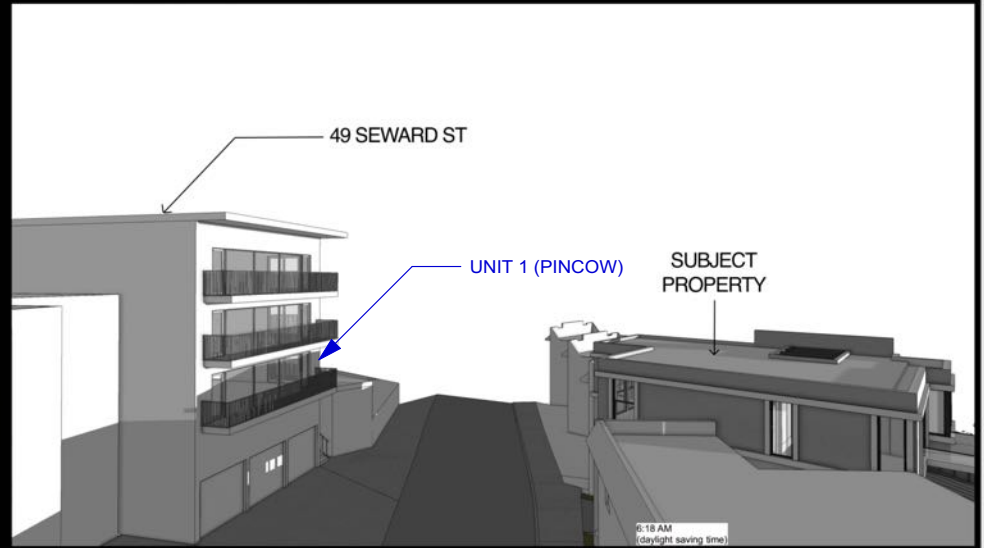 49 SEWARD ST
UNIT 1 (PINCOW)
SUBJECT
PROPERTY
6:18 AM
(daylight saving time)